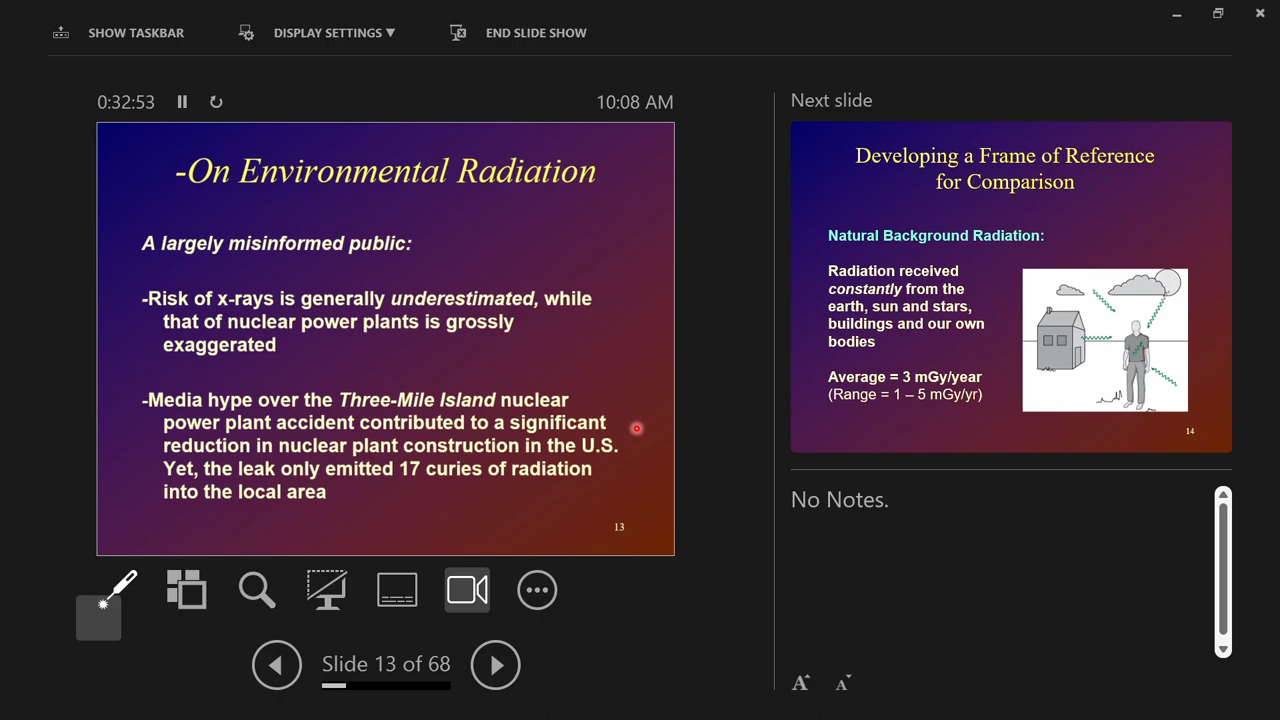 SHOW TASKBAR
DISPLAY SETTINGS ▼
END SLIDE SHOW
0:32:53
10:08 AM
-On Environmental Radiation
A largely misinformed public:
-Risk of x-rays is generally underestimated, while
that of nuclear power plants is grossly
exaggerated
-Media hype over the Three-Mile Island nuclear
power plant accident contributed to a significant
reduction in nuclear plant construction in the U.S.
Yet, the leak only emitted 17 curies of radiation
into the local area
13
Slide 13 of 68
Next slide
Developing a Frame of Reference
for Comparison
Natural Background Radiation:
Radiation received
constantly from the
earth, sun and stars,
buildings and our own
bodies
Average = 3 mGy/year
(Range = 1 – 5 mGy/yr)
14
No Notes.
A A